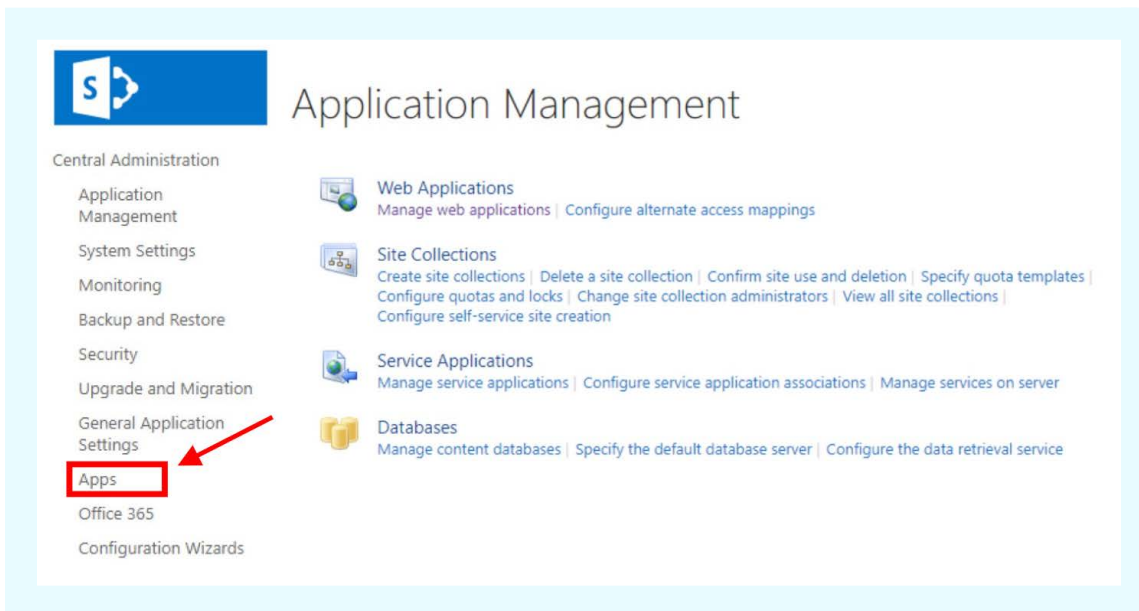 S
Application Management
Central Administration
Application
Management
System Settings
Monitoring
Backup and Restore
Security
Upgrade and Migration
General Application
Settings
Apps
Office 365
Configuration Wizards
Web Applications
Manage web applications | Configure alternate access mappings
Site Collections
Create site collections | Delete a site collection | Confirm site use and deletion | Specify quota templates |
Configure quotas and locks | Change site collection administrators | View all site collections |
Configure self-service site creation
Service Applications
Manage service applications | Configure service application associations | Manage services on server
Databases
Manage content databases | Specify the default database server | Configure the data retrieval service